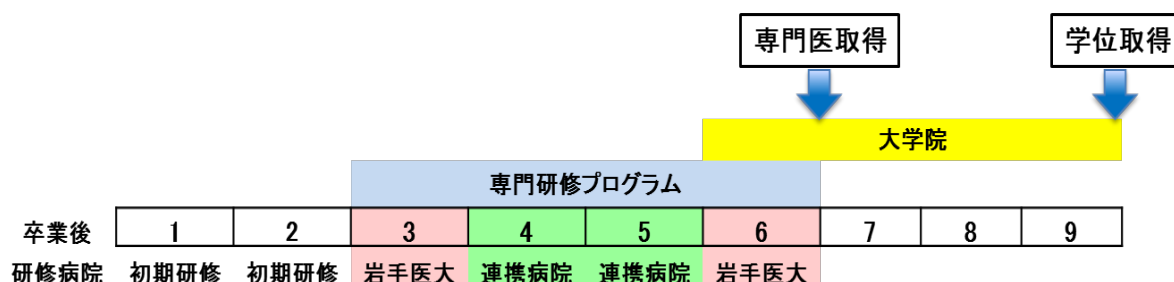 専門医取得
学位取得
大学院
専門研修プログラム
卒業後 1 2 3 4 5 6 7 8 9
研修病院 初期研修 初期研修 岩手医大 連携病院 連携病院 岩手医大